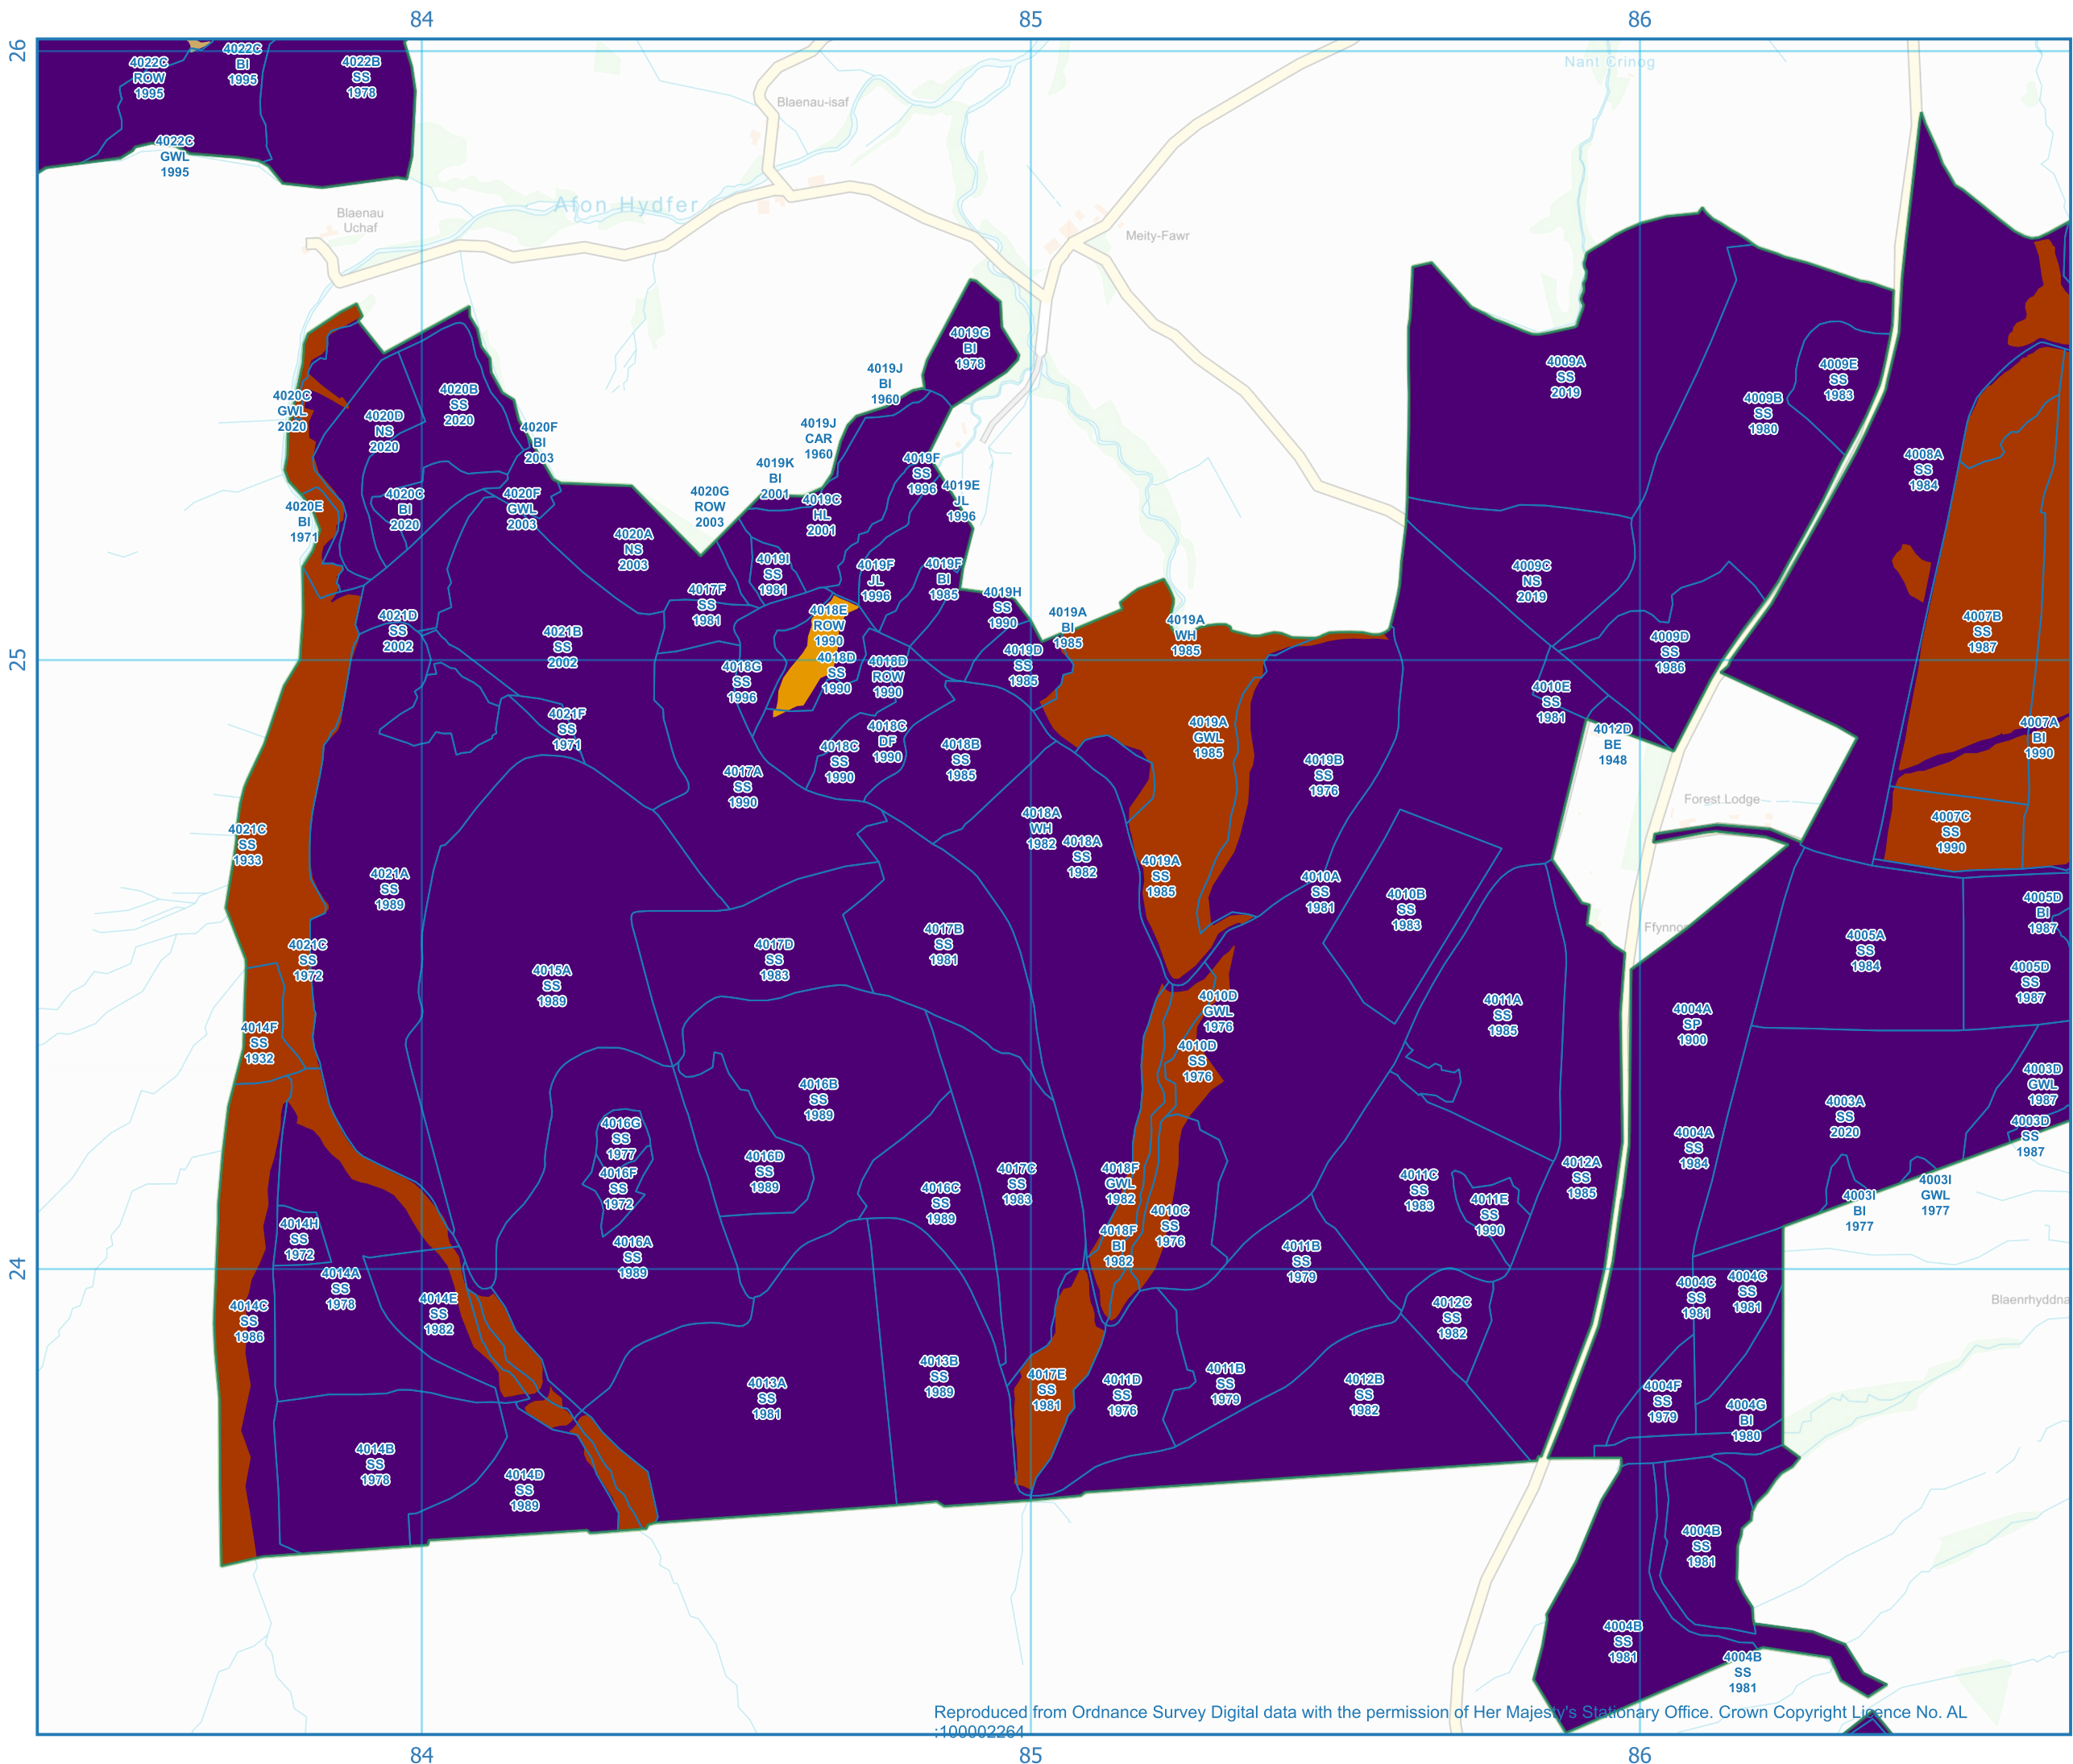 84
85
86
26
4022C
ROW
1995
4022C
BI
1995
4022B
SS
1978
4022C
GWL
1995
Blaenau-isaf
Nant Crinog
Blaenau
Uchaf
Afon Hydfer
Meity-Fawr
4019G
BI
1978
4019J
BI
1960
4009A
SS
2019
4009E
SS
1983
4009B
SS
1980
4020C
GWL
2020
4020D
NS
2020
4020B
SS
2020
4020F
BI
2003
4019J
CAR
1960
4019K
BI
2001
4019F
SS
1996
4019E
JL
1996
4008A
SS
1984
4020E
BI
1971
4020C
BI
2020
4020F
GWL
2003
4020G
ROW
2003
4019C
HL
2001
4020A
NS
2003
4019I
SS
1981
4019F
JL
1996
4019F
BI
1985
4009C
NS
2019
4017F
SS
1981
4019H
SS
1990
4021D
SS
2002
4021B
SS
2002
4018E
ROW
1990
4019A
BI
1985
4019A
WH
1985
4009D
SS
1986
4007B
SS
1987
25
4018G
SS
1996
4018D
SS
1990
4018D
ROW
1990
4019D
SS
1985
4010E
SS
1981
4021F
SS
1971
4018C
SS
1990
4018C
DF
1990
4018B
SS
1985
4019A
GWL
1985
4012D
BE
1948
4007A
BI
1990
4017A
SS
1990
4019B
SS
1976
Forest Lodge
4021C
SS
1933
4018A
WH
1982
4018A
SS
1982
4007C
SS
1990
4021A
SS
1989
4019A
SS
1985
4010A
SS
1981
4010B
SS
1983
4005D
BI
1987
4021C
SS
1972
4017D
SS
1983
4017B
SS
1981
Ffynnon
4005A
SS
1984
4015A
SS
1989
4005D
SS
1987
4014F
SS
1932
4010D
GWL
1976
4011A
SS
1985
4004A
SP
1900
4010D
SS
1976
4016B
SS
1989
4003D
GWL
1987
4016G
SS
1977
4003A
SS
2020
4003D
SS
1987
4016D
SS
1989
4004A
SS
1984
4016F
SS
1972
4016C
SS
1989
4017C
SS
1983
4018F
GWL
1982
4011C
SS
1983
4012A
SS
1985
4003I
BI
1977
4003I
GWL
1977
4014H
SS
1972
4010C
SS
1976
4011E
SS
1990
4016A
SS
1989
4018F
BI
1982
4011B
SS
1979
24
4014A
SS
1978
4014E
SS
1982
4014C
SS
1986
4012C
SS
1982
4004C
SS
1981
4004C
SS
1981
Blaenrhyddna
4013A
SS
1981
4013B
SS
1989
4017E
SS
1981
4011D
SS
1976
4011B
SS
1979
4012B
SS
1982
4004F
SS
1979
4004G
BI
1980
4014B
SS
1978
4014D
SS
1989
4004B
SS
1981
4004B
SS
1981
4004B
SS
1981
Reproduced from Ordnance Survey Digital data with the permission of Her Majesty's Stationary Office. Crown Copyright Licence No. AL
:100002264
84
85
86